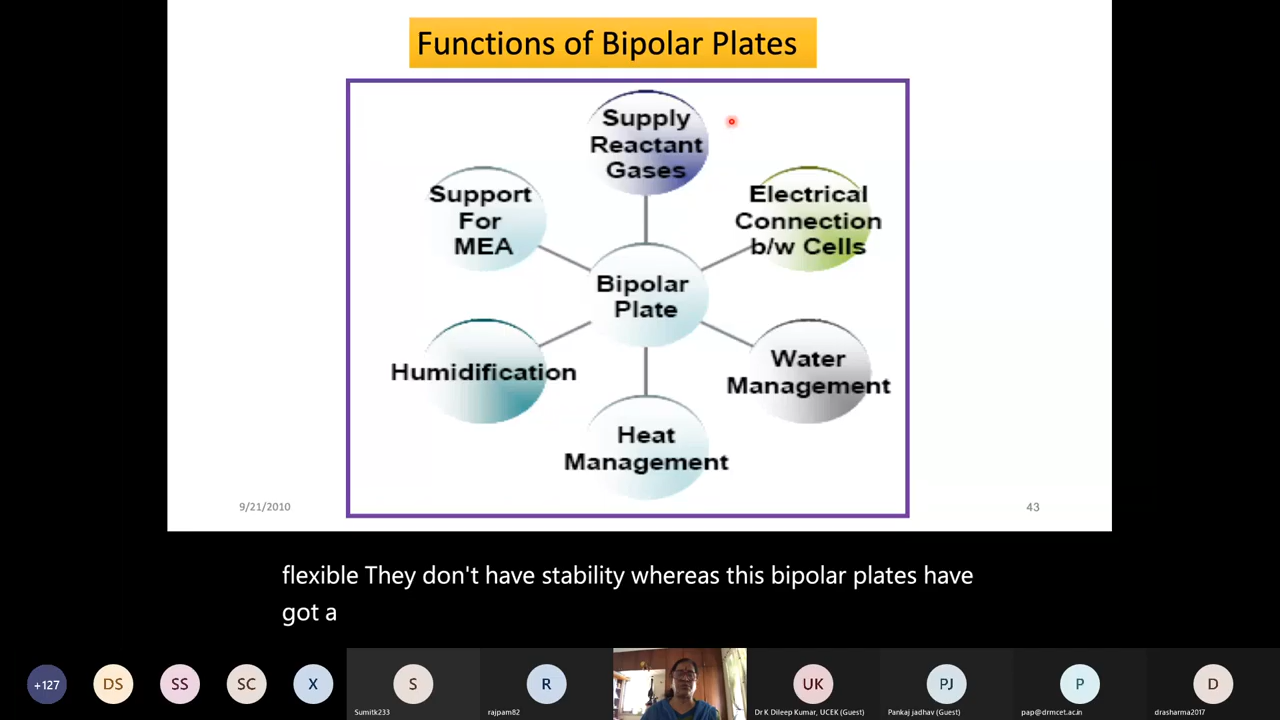 Functions of Bipolar Plates
Supply
Reactant
Gases
Support
For
MEA
Electrical
Connection
b/w Cells
Bipolar
Plate
Humidification
Water
Management
Heat
Management
9/21/2010
43
flexible They don't have stability whereas this bipolar plates have
got a
+127
DS
SS
SC
X
S
R
UK
PJ
P
D
Sumitk233
rajpam82
Dr K Dileep Kumar, UCEK (Guest)
Pankaj jadhav (Guest)
pap@drmcet.ac.in
drasharma2017